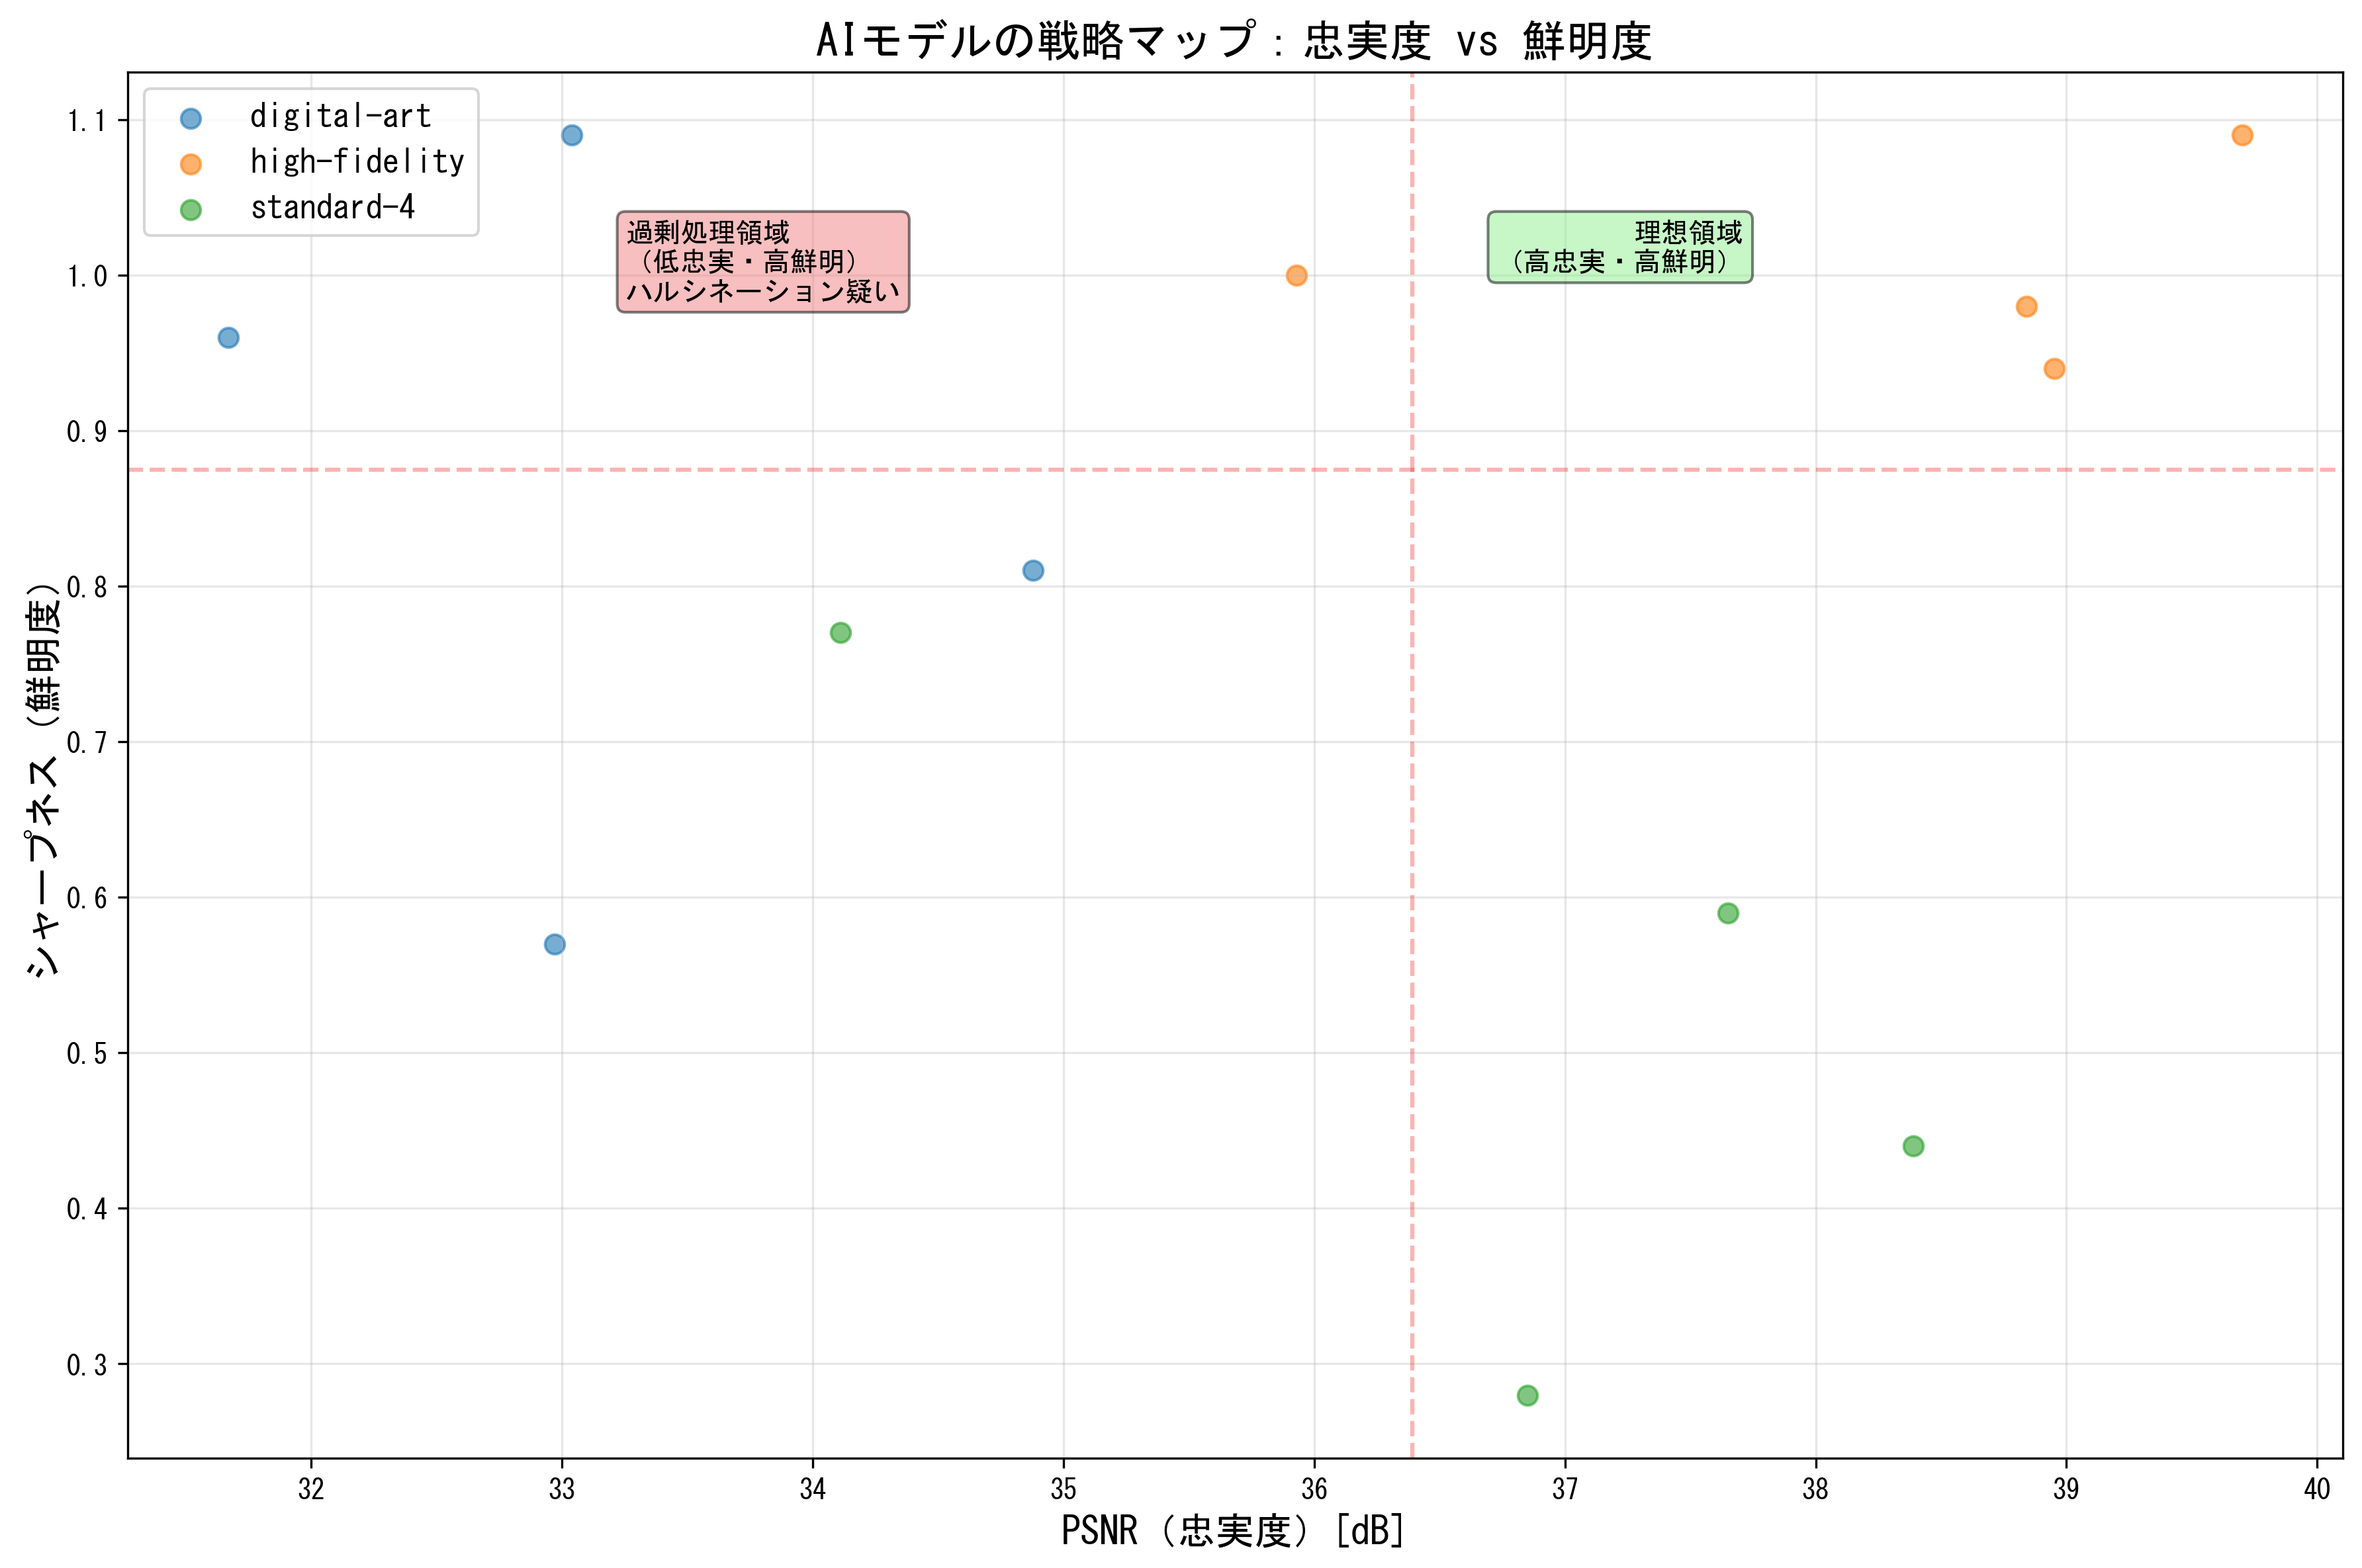 AIモデルの戦略マップ：忠実度 vs 鮮明度
digital-art
high-fidelity
standard-4
過剰処理領域
（低忠実・高鮮明）
ハルシネーション疑い
理想領域
（高忠実・高鮮明）
シャープネス（鮮明度）
1.1
1.0
0.9
0.8
0.7
0.6
0.5
0.4
0.3
32
33
34
35
36
37
38
39
40
PSNR（忠実度）[dB]